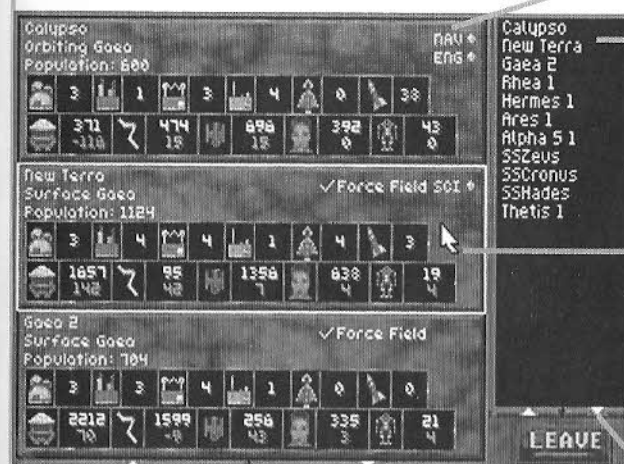 Calypso
Orbiting Gaea
Population: 600
NAV
ENG
3 1 3 4 0 38
371 474 696 392 43
-118 15 15 0 0
New Terra
Surface Gaea
Population: 1124
✓Force Field SCI
3 4 4 1 4 3
1657 95 1356 638 19
142 42 7 4 4
Gaea 2
Surface Gaea
Population: 704
✓Force Field
3 3 4 1 0 0
2212 1599 256 335 21
70 -8 43 3 4
Calypso
New Terra
Gaea 2
Rhea 1
Hermes 1
Ares 1
Alpha 5 1
SSZeus
SSCronus
SSHades
Thetis 1
LEAVE